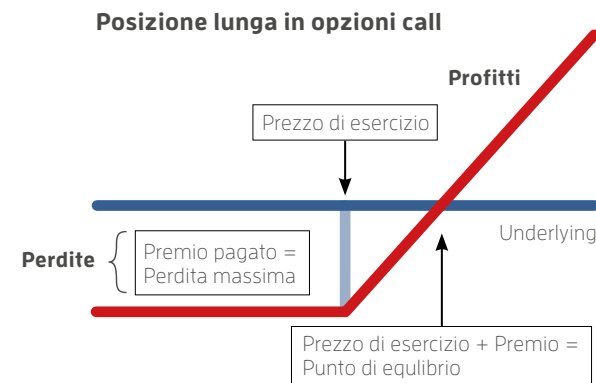 Posizione lunga in opzioni call
Profitti
Prezzo di esercizio
Underlying
Perdite
Premio pagato =
Perdita massima
Prezzo di esercizio + Premio =
Punto di equlibrio